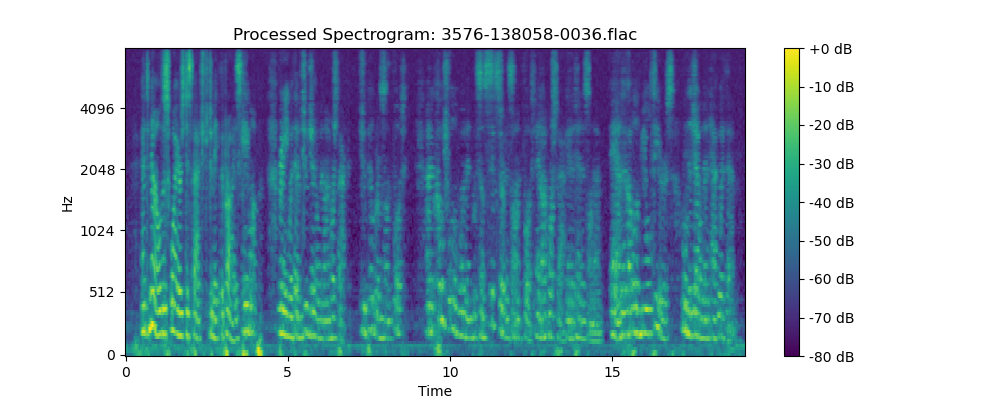 Processed Spectrogram: 3576-138058-0036.flac
+0 dB
-10 dB
-20 dB
-30 dB
-40 dB
-50 dB
-60 dB
-70 dB
-80 dB
4096
2048
1024
512
0
Hz
0 5 10 15
Time